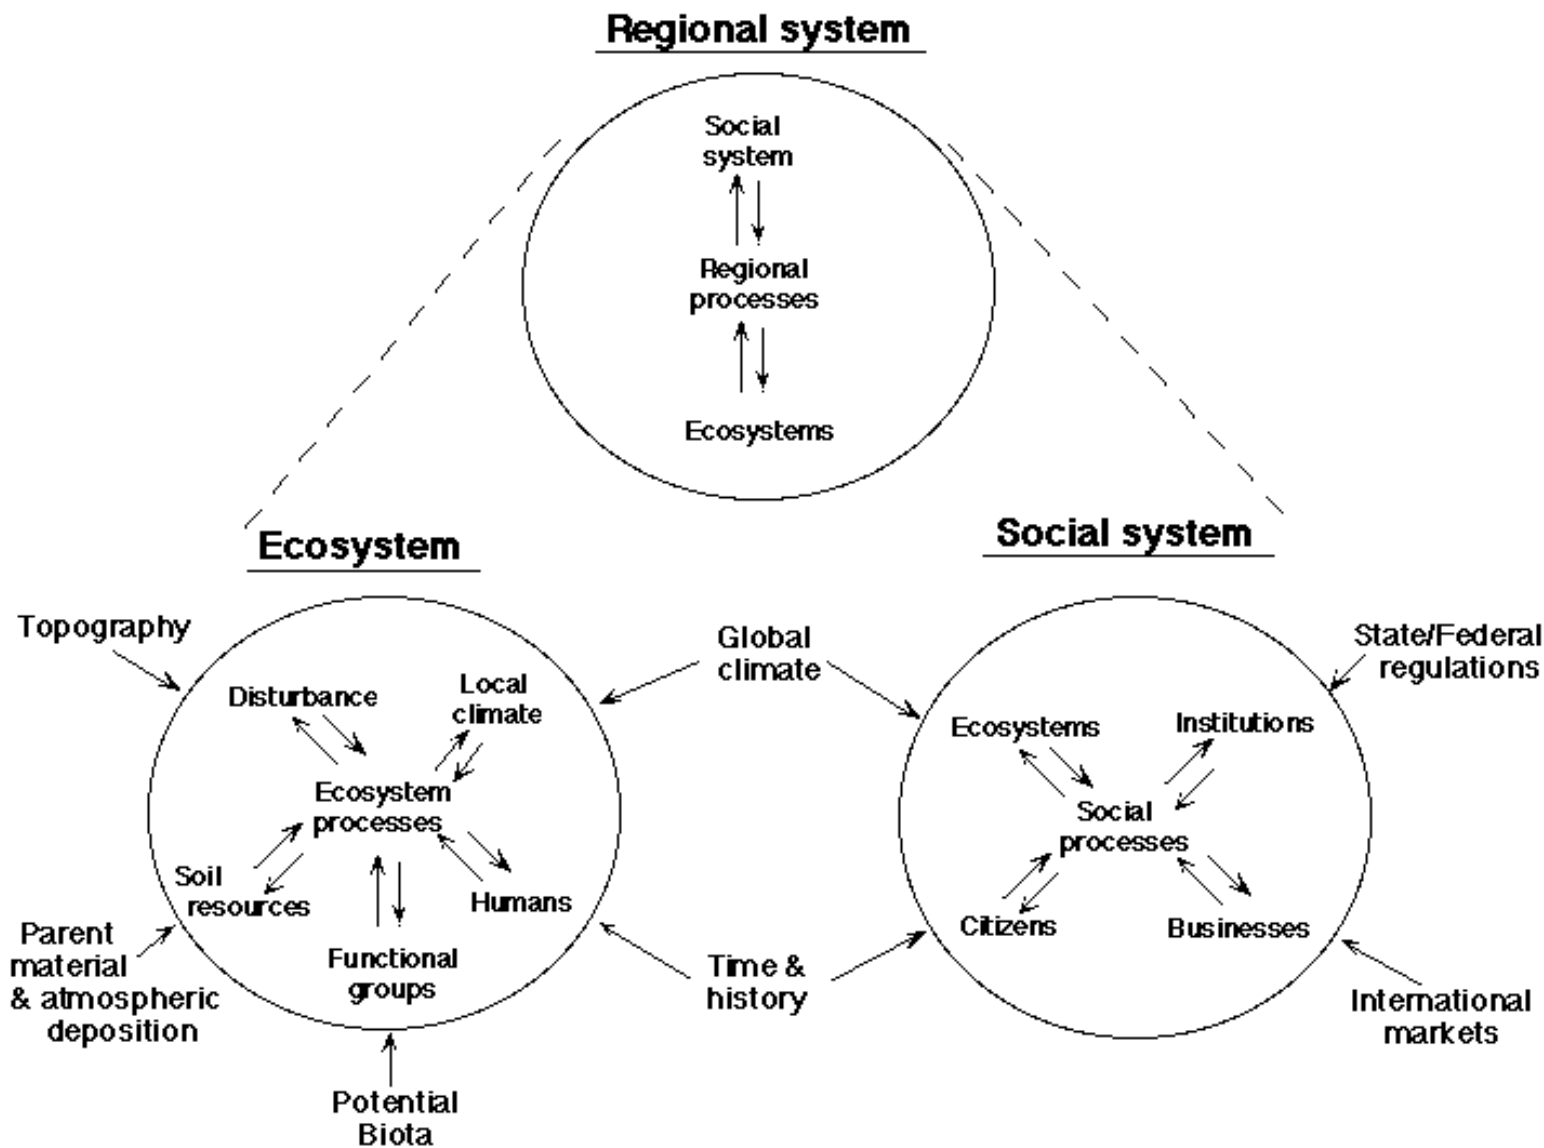 Regional system
Social
system
Regional
processes
Ecosystems
Ecosystem
Social system
Topography
Disturbance
Local
climate
Ecosystem
processes
Soil
resources
Humans
Functional
groups
Parent
material
& atmospheric
deposition
Potential
Biota
Global
climate
Time &
history
State/Federal
regulations
Ecosystems
Institutions
Social
processes
Citizens
Businesses
International
markets